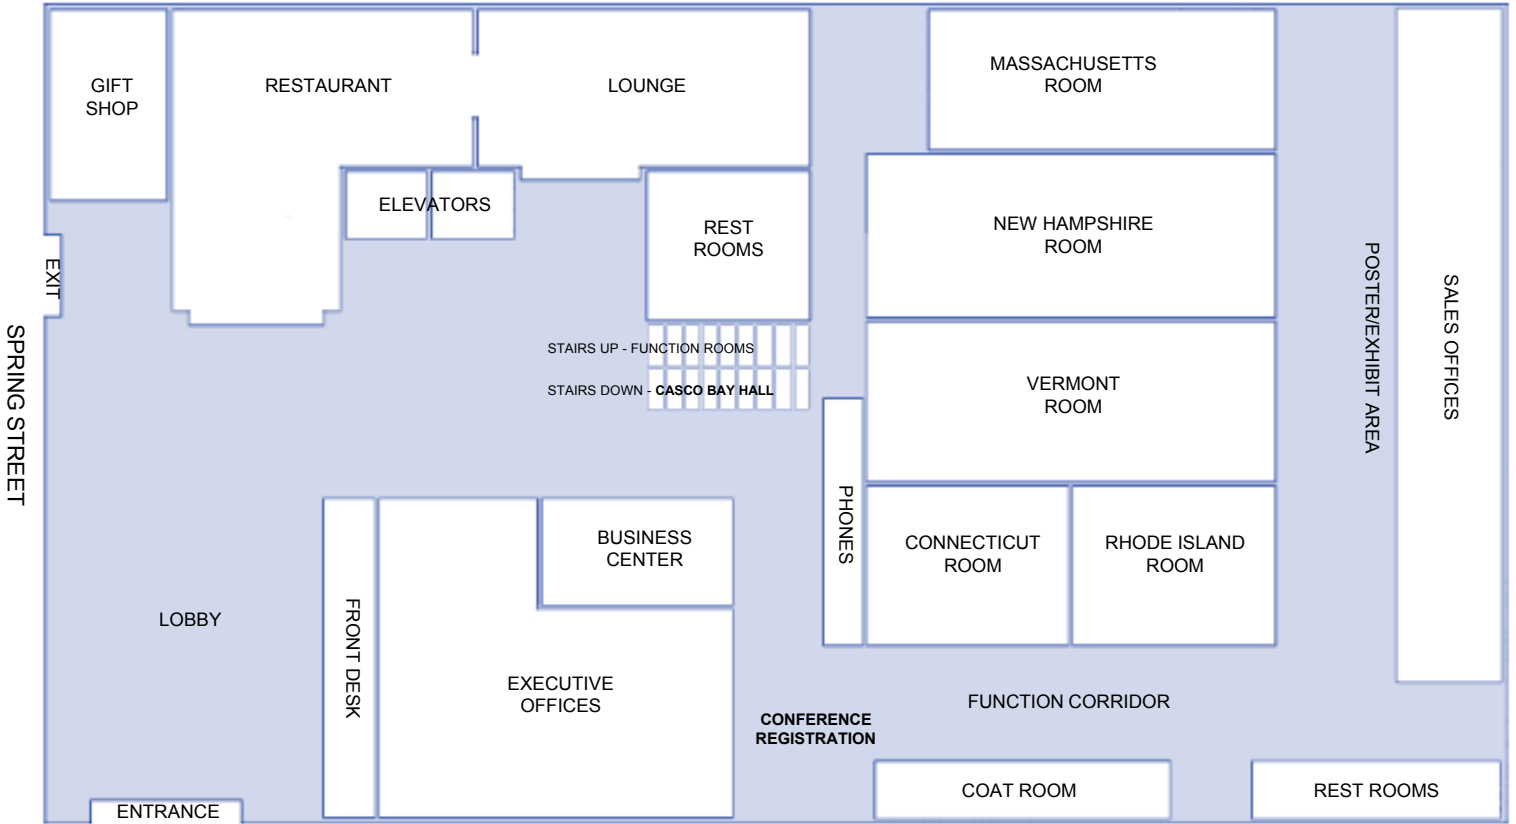 GIFT
SHOP
RESTAURANT
LOUNGE
MASSACHUSETTS
ROOM
ELEVATORS
REST
ROOMS
NEW HAMPSHIRE
ROOM
EXIT
SPRING STREET
STAIRS UP - FUNCTION ROOMS
STAIRS DOWN - CASCO BAY HALL
VERMONT
ROOM
POSTER/EXHIBIT AREA
SALES OFFICES
PHONES
BUSINESS
CENTER
CONNECTICUT
ROOM
RHODE ISLAND
ROOM
LOBBY
FRONT DESK
EXECUTIVE
OFFICES
FUNCTION CORRIDOR
CONFERENCE
REGISTRATION
COAT ROOM
REST ROOMS
ENTRANCE